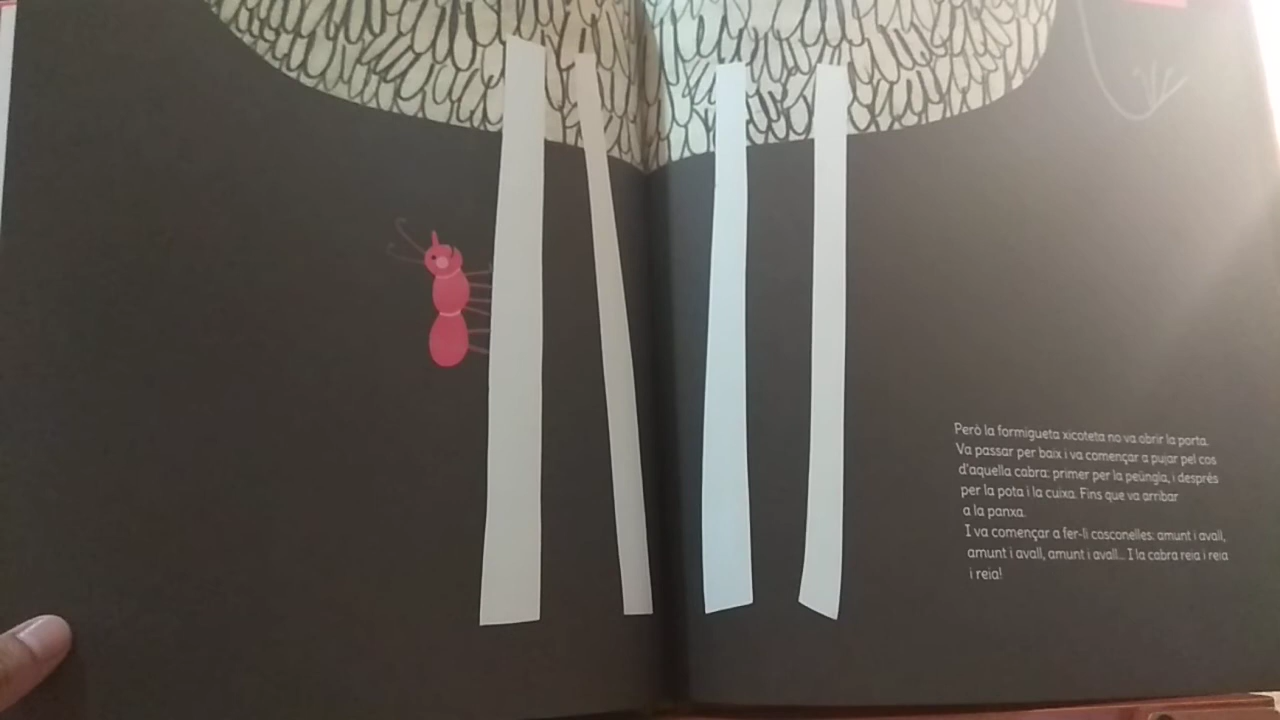 Però la formigueta xicoteta no va obrir la porta.
Va passar per baix i va començar a pujar pel cos
d'aquella cabra: primer per la peüngla, i després
per la pota i la cuixa. Fins que va arribar
a la panxa.
I va començar a fer-li cosconelles: amunt i avall,
amunt i avall, amunt i avall... I la cabra reia i reia
i reia!